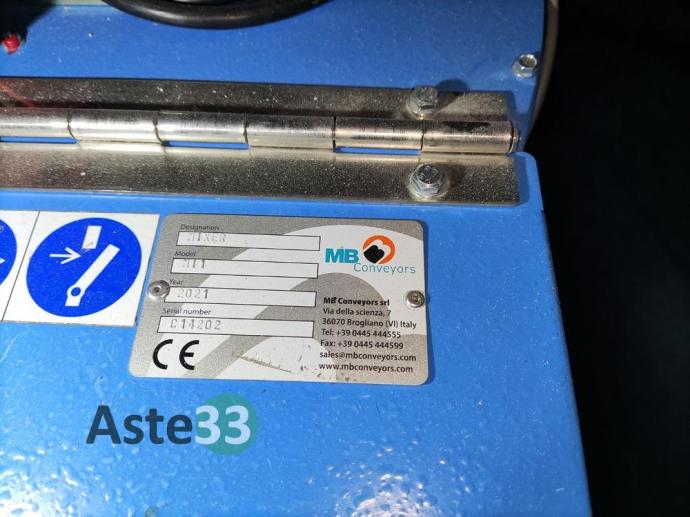 Designation
MIXER
Model
M11
Year
2021
Serial number
C14202
CE
MB
Conveyors
MB Conveyors srl
Via della scienza, 7
36070 Brogliano (VI) Italy
Tel: +39 0445 444555
Fax: +39 0445 444599
sales@mbconveyors.com
www.mbconveyors.com
Aste33